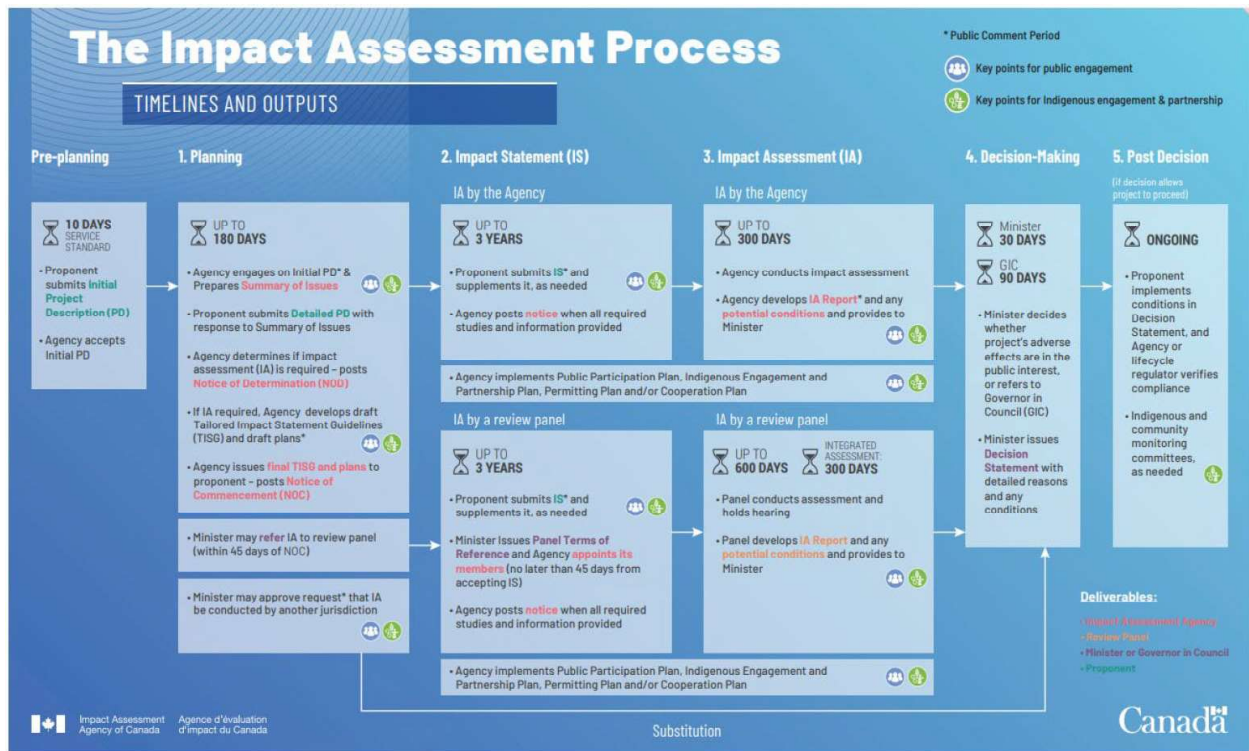 The Impact Assessment Process
TIMELINES AND OUTPUTS
* Public Comment Period
Key points for public engagement
Key points for Indigenous engagement & partnership
Pre-planning
10 DAYS
SERVICE
STANDARD
- Proponent
submits Initial
Project
Description (PD)
• Agency accepts
Initial PD
1. Planning
UP TO
180 DAYS
• Agency engages on Initial PD* &
Prepares Summary of Issues
• Proponent submits Detailed PD with
response to Summary of Issues
• Agency determines if impact
assessment (IA) is required – posts
Notice of Determination (NOD)
• If IA required, Agency develops draft
Tailored Impact Statement Guidelines
(TISG) and draft plans*
• Agency issues final TISG and plans to
proponent – posts Notice of
Commencement (NOC)
• Minister may refer IA to review panel
(within 45 days of NOC)
• Minister may approve request* that IA
be conducted by another jurisdiction
2. Impact Statement (IS)
IA by the Agency
UP TO
3 YEARS
• Proponent submits IS* and
supplements it, as needed
• Agency posts notice when all required
studies and information provided
3. Impact Assessment (IA)
IA by the Agency
UP TO
300 DAYS
• Agency conducts impact assessment
• Agency develops IA Report* and any
potential conditions and provides to
Minister
• Agency implements Public Participation Plan, Indigenous Engagement and
Partnership Plan, Permitting Plan and/or Cooperation Plan
IA by a review panel
UP TO
3 YEARS
• Proponent submits IS* and
supplements it, as needed
• Minister Issues Panel Terms of
Reference and Agency appoints its
members (no later than 45 days from
accepting IS)
• Agency posts notice when all required
studies and information provided
IA by a review panel
UP TO
600 DAYS
INTEGRATED
ASSESSMENT:
300 DAYS
• Panel conducts assessment and
holds hearing
• Panel develops IA Report and any
potential conditions and provides to
Minister
• Agency implements Public Participation Plan, Indigenous Engagement and
Partnership Plan, Permitting Plan and/or Cooperation Plan
4. Decision-Making
Minister
30 DAYS
GIC
90 DAYS
• Minister decides
whether
project's adverse
effects are in the
public interest,
or refers to
Governor in
Council (GIC)
• Minister issues
Decision
Statement with
detailed reasons
and any
conditions
5. Post Decision
(if decision allows
project to proceed)
ONGOING
• Proponent
implements
conditions in
Decision
Statement, and
Agency or
lifecycle
regulator verifies
compliance
• Indigenous and
community
monitoring
committees,
as needed
Deliverables:
• Impact Assessment Agency
• Review Panel
• Minister or Governor in Council
• Proponent
Substitution
Impact Assessment
Agency of Canada
Agence d'évaluation
d'impact du Canada
Canada